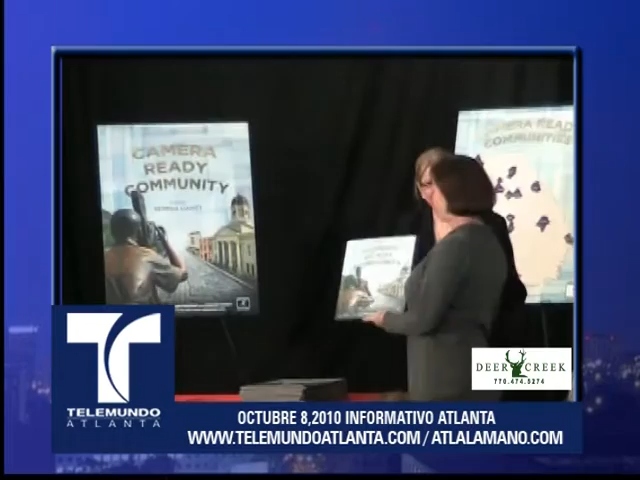 CAMERA
READY
COMMUNITY
CAMERA READY
COMMUNITIES
T
TELEMUNDO
ATLANTA
DEER CREEK
770.474.5274
OCTUBRE 8,2010 INFORMATIVO ATLANTA
WWW.TELEMUNDOATLANTA.COM / ATLALAMANO.COM